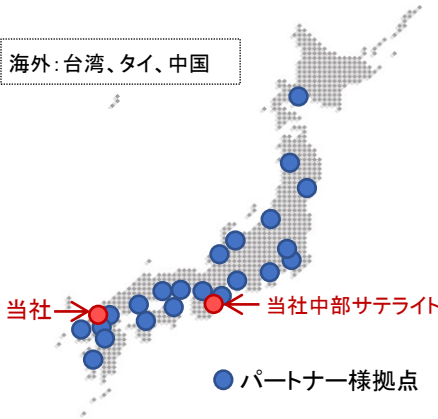 海外:台湾、タイ、中国
当社
当社中部サテライト
パートナー様拠点